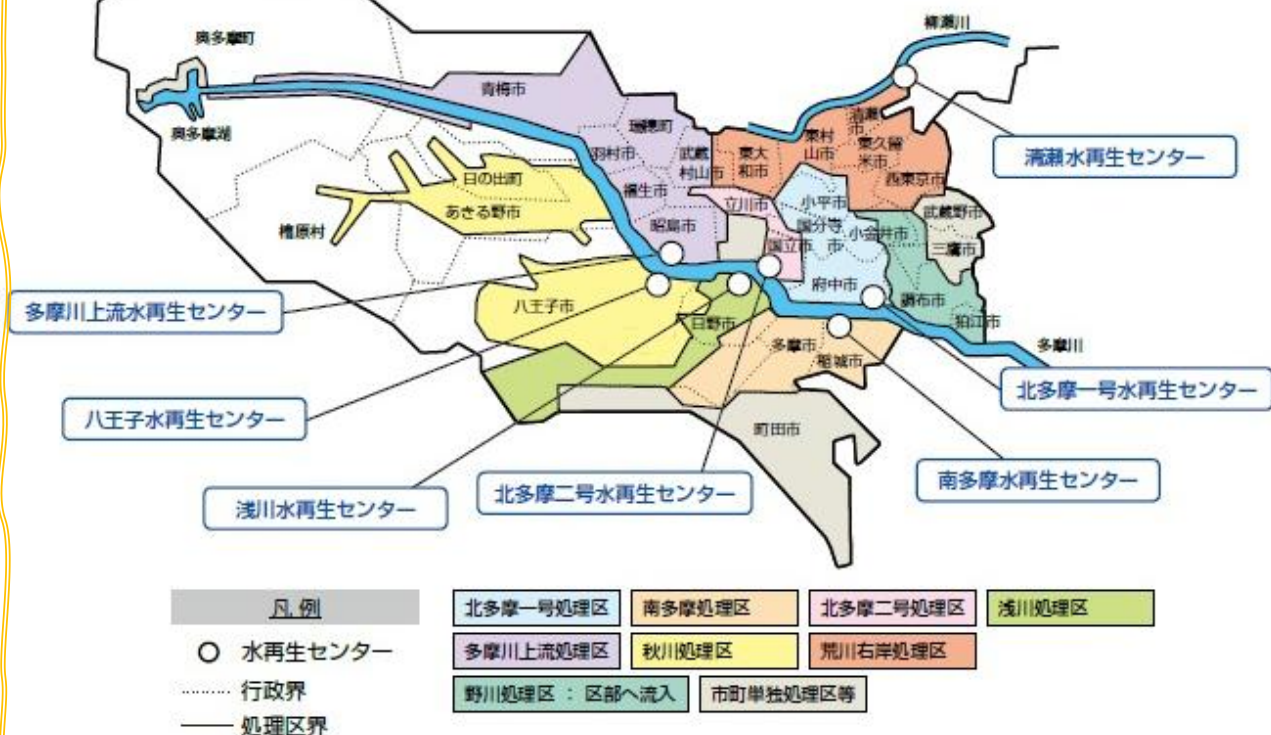 奥多摩町
柳瀬川
青梅市
奥多摩湖
瑞穂町
清瀬
市
東村
山市
羽村市
武蔵
村山市
東大
和市
東久留
米市
清瀬水再生センター
日の出町
福生市
西東京市
あきる野市
立川市
小平市
武蔵野市
檜原村
昭島市
国分寺
市
小金井市
国立市
三鷹市
多摩川上流水再生センター
八王子市
府中市
調布市
日野市
狛江市
多摩市
稲城市
多摩川
北多摩一号水再生センター
八王子水再生センター
町田市
浅川水再生センター
北多摩二号水再生センター
南多摩水再生センター
凡例
水再生センター
行政界
処理区界
北多摩一号処理区
南多摩処理区
北多摩二号処理区
浅川処理区
多摩川上流処理区
秋川処理区
荒川右岸処理区
野川処理区 : 区部へ流入
市町単独処理区等